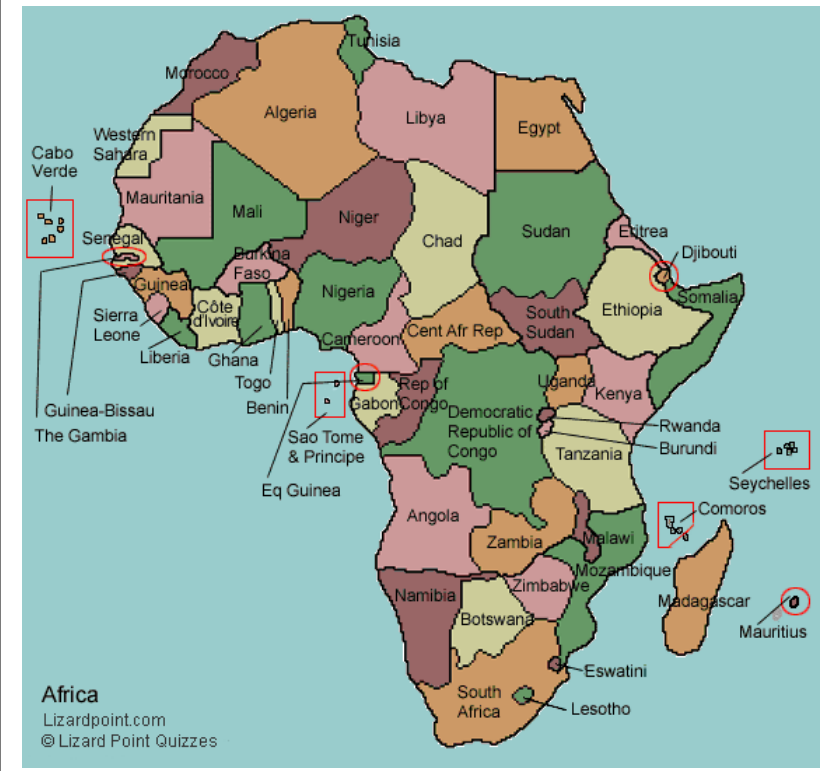 Tunisia
Morocco
Algeria
Libya
Egypt
Western
Sahara
Cabo
Verde
Mauritania
Mali
Niger
Chad
Sudan
Eritrea
Djibouti
Senegal
Burkina
Faso
Guinea
Nigeria
Somalia
Ethiopia
South
Sudan
Côte
d'Ivoire
Sierra
Leone
Liberia
Ghana
Togo
Benin
Cameroon
Cent Afr Rep
Guinea-Bissau
The Gambia
Sao Tome
& Principe
Eq Guinea
Gabon
Rep of
Congo
Democratic
Republic of
Congo
Uganda
Kenya
Rwanda
Burundi
Tanzania
Seychelles
Comoros
Angola
Zambia
Malawi
Mozambique
Zimbabwe
Madagascar
Mauritius
Namibia
Botswana
Eswatini
South
Africa
Lesotho
Africa
Lizardpoint.com
© Lizard Point Quizzes